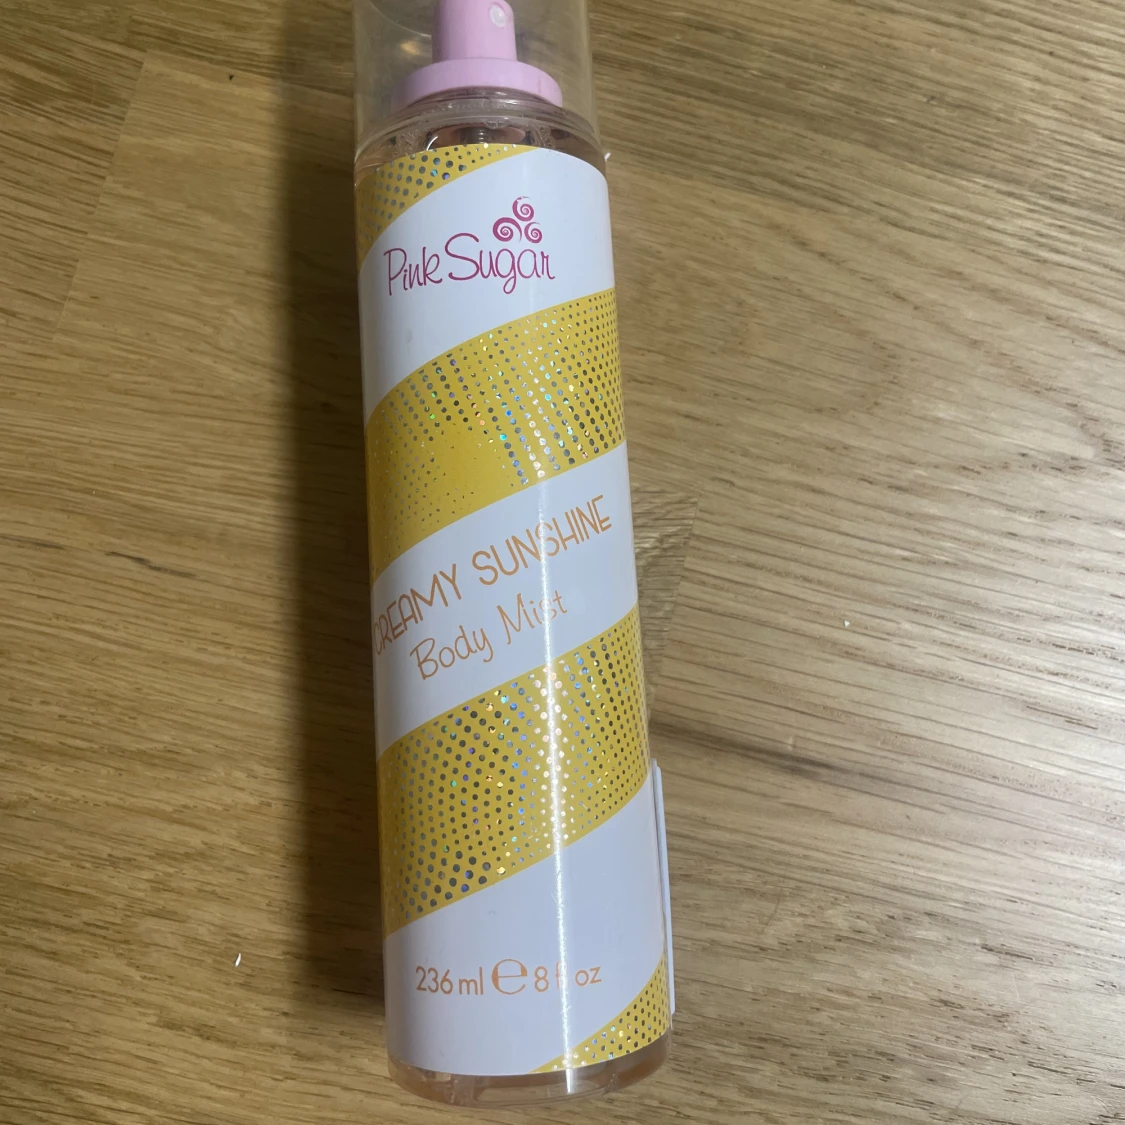 Pink Sugar
CREAMY SUNSHINE
Body Mist
236 ml e 8 fl oz